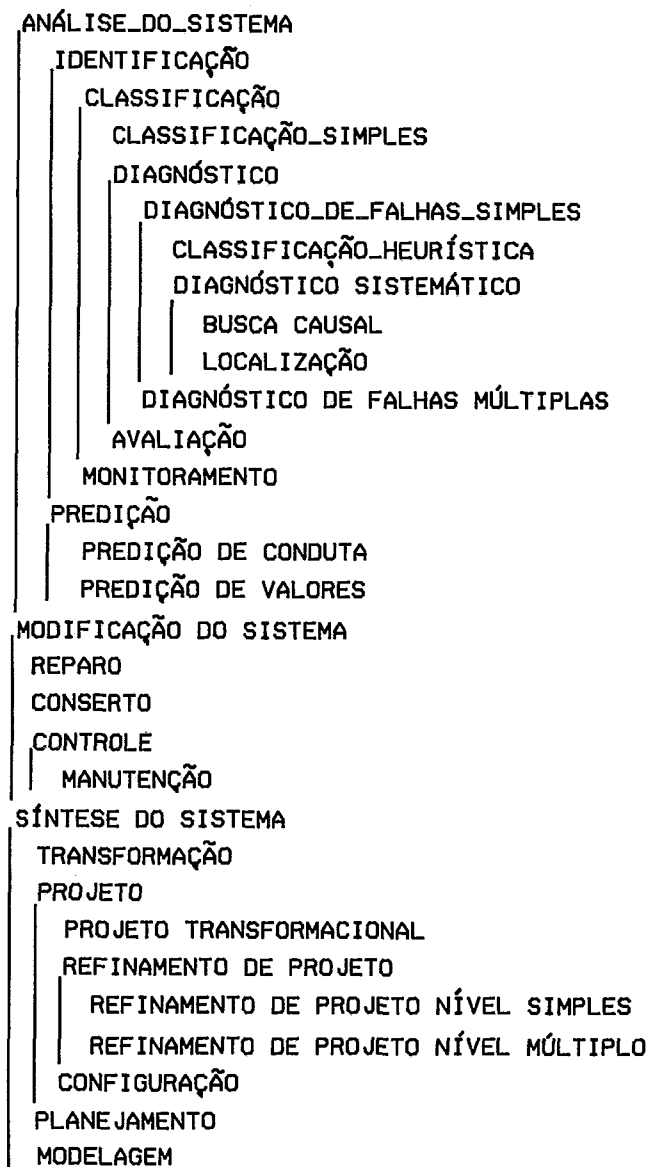 ANÁLISE_DO_SISTEMA
IDENTIFICAÇÃO
CLASSIFICAÇÃO
CLASSIFICAÇÃO_SIMPLES
DIAGNÓSTICO
DIAGNÓSTICO_DE_FALHAS_SIMPLES
CLASSIFICAÇÃO_HEURÍSTICA
DIAGNÓSTICO SISTEMÁTICO
BUSCA CAUSAL
LOCALIZAÇÃO
DIAGNÓSTICO DE FALHAS MÚLTIPLAS
AVALIAÇÃO
MONITORAMENTO
PREDIÇÃO
PREDIÇÃO DE CONDUTA
PREDIÇÃO DE VALORES
MODIFICAÇÃO DO SISTEMA
REPARO
CONSERTO
CONTROLE
MANUTENÇÃO
SÍNTESE DO SISTEMA
TRANSFORMAÇÃO
PROJETO
PROJETO TRANSFORMACIONAL
REFINAMENTO DE PROJETO
REFINAMENTO DE PROJETO NÍVEL SIMPLES
REFINAMENTO DE PROJETO NÍVEL MÚLTIPLO
CONFIGURAÇÃO
PLANEJAMENTO
MODELAGEM